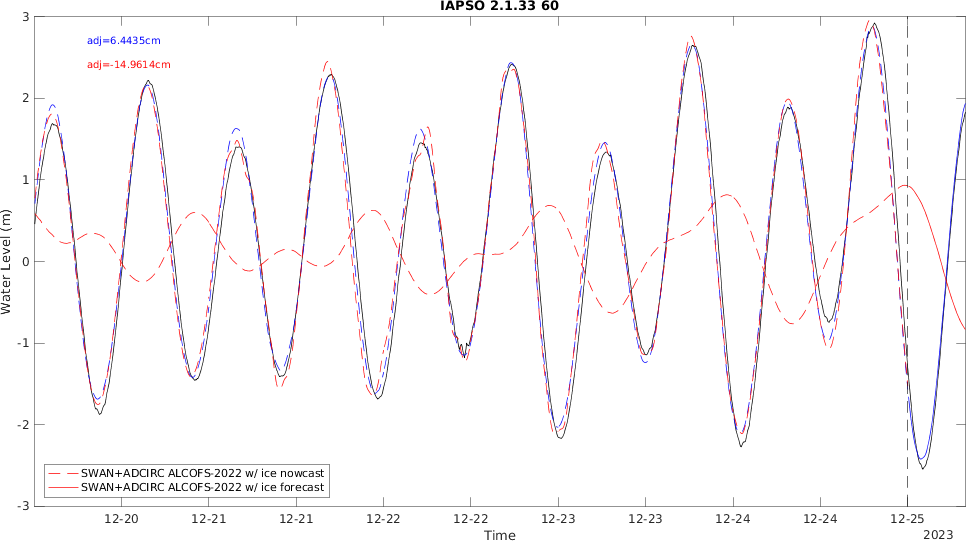 IAPSO 2.1.33 60
adj=6.4435cm
adj=-14.9614cm
Water Level (m)
3
2
1
0
-1
-2
-3
SWAN+ADCIRC ALCOFS-2022 w/ ice nowcast
SWAN+ADCIRC ALCOFS-2022 w/ ice forecast
12-20 12-21 12-21 12-22 12-22 12-23 12-23 12-24 12-24 12-25
Time
2023